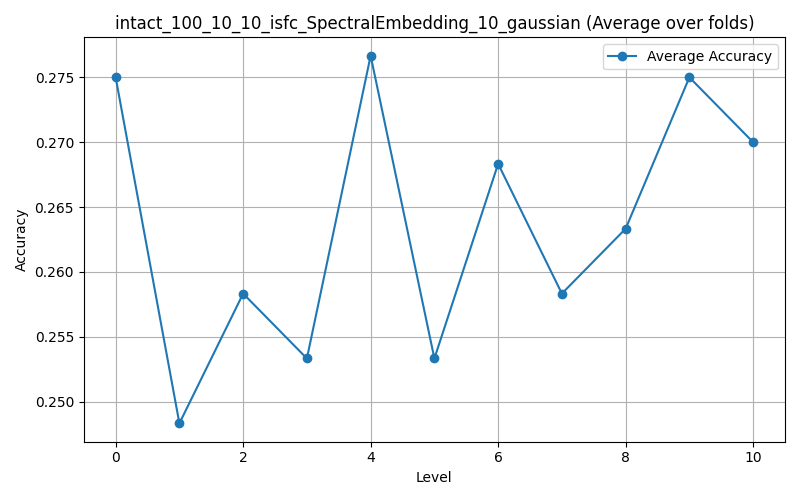 intact_100_10_10_isfc_SpectralEmbedding_10_gaussian (Average over folds)
Average Accuracy
Accuracy
0.275
0.270
0.265
0.260
0.255
0.250
0 2 4 6 8 10
Level